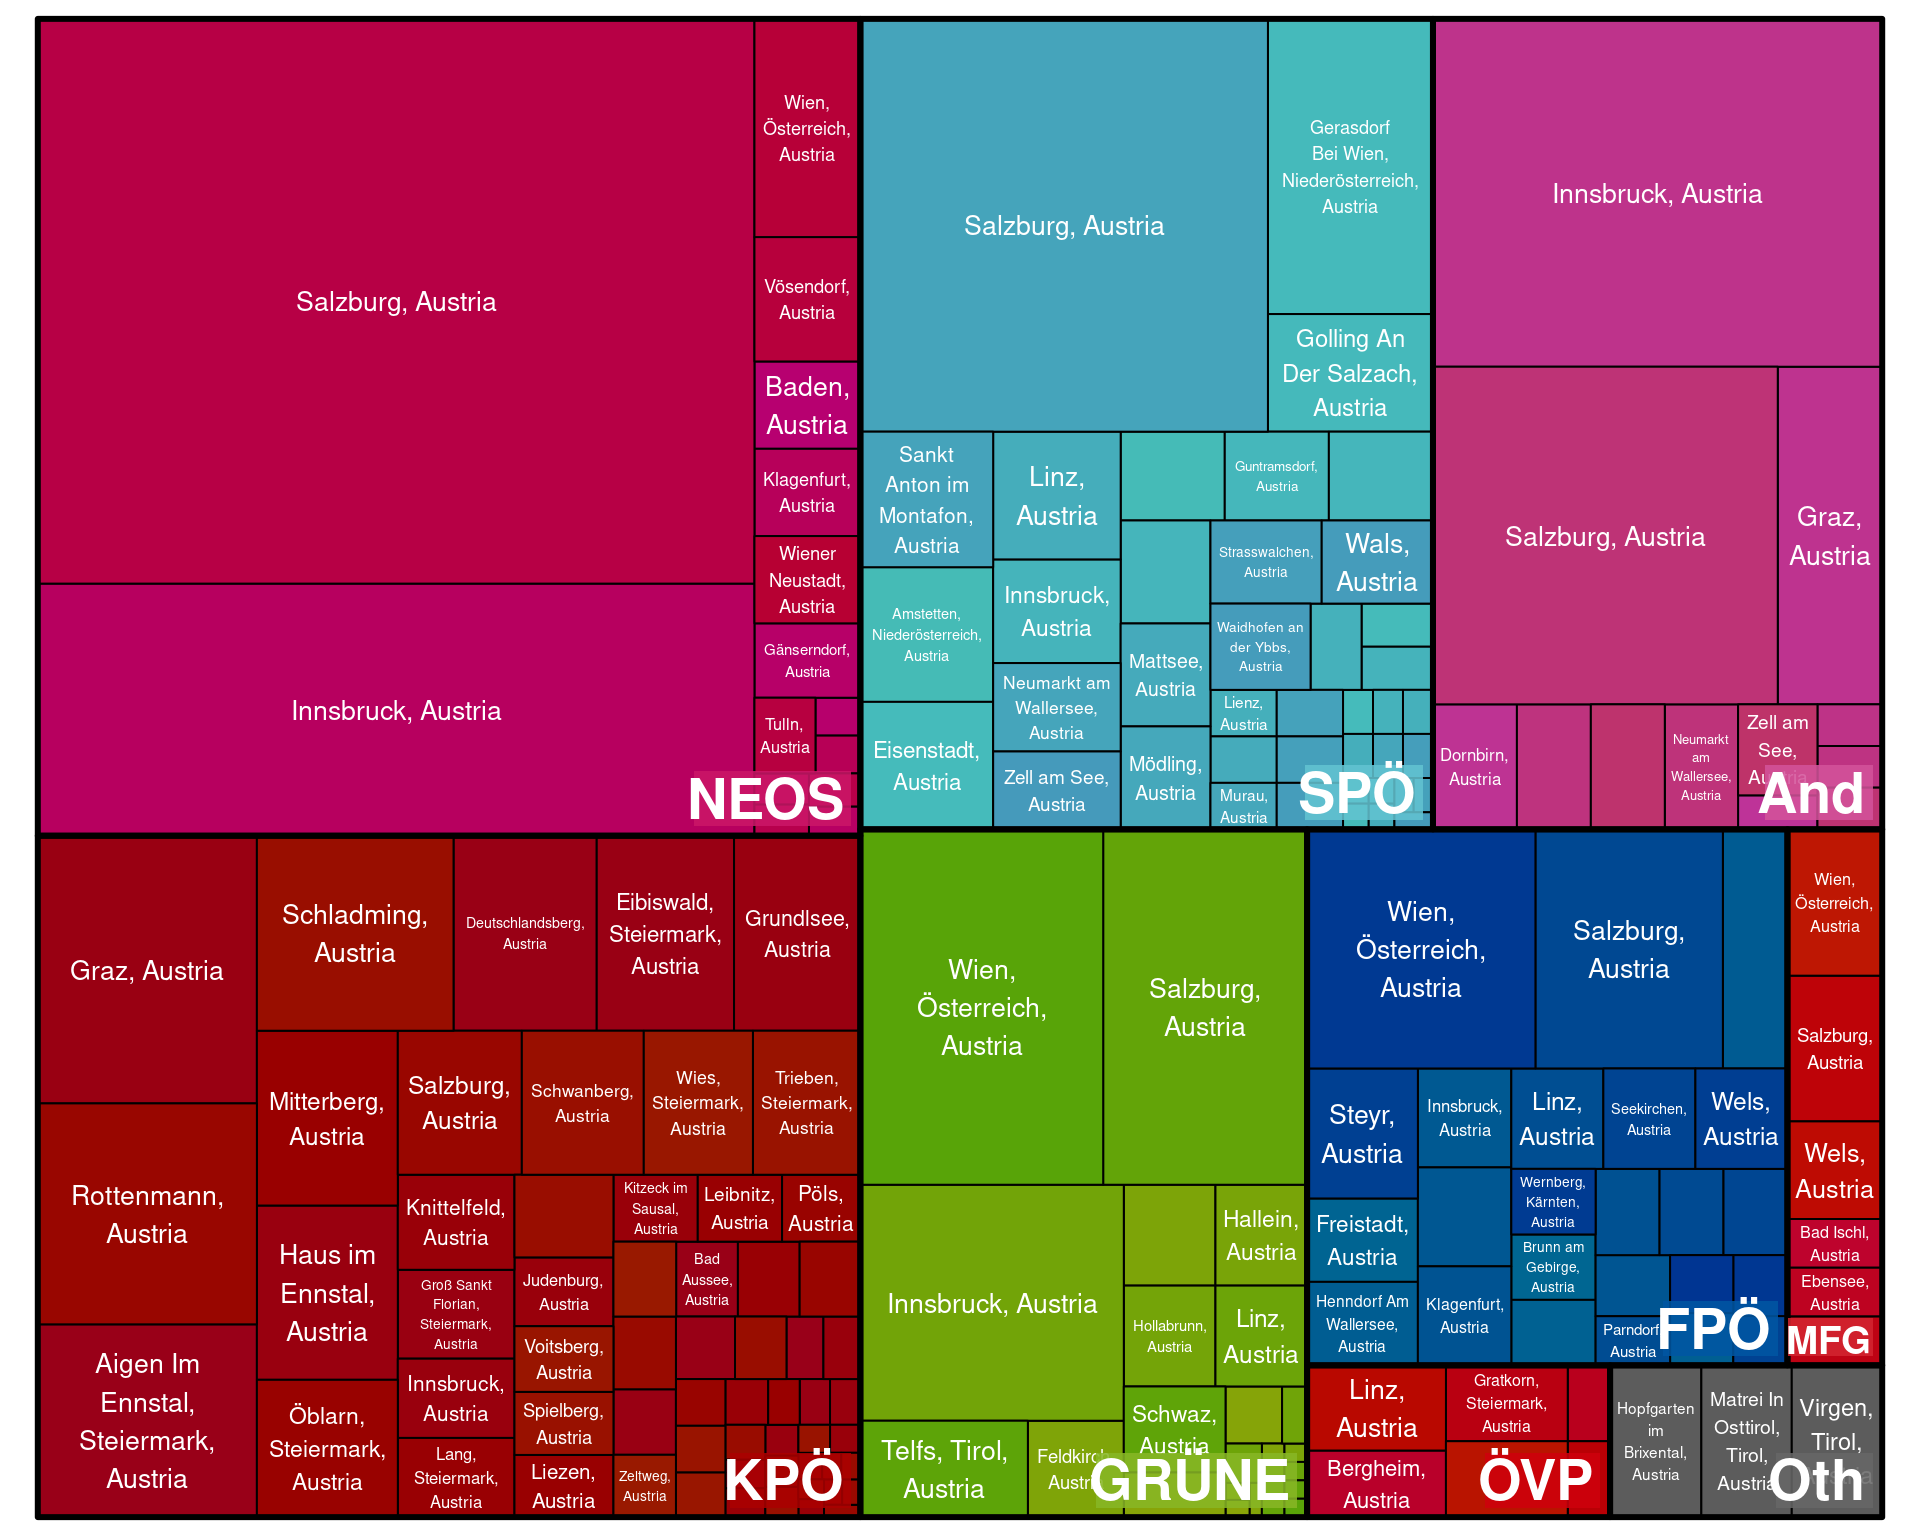 Salzburg, Austria
Innsbruck, Austria
Wien,
Österreich,
Austria
Vösendorf,
Austria
Baden,
Austria
Klagenfurt,
Austria
Wiener
Neustadt,
Austria
Gänserndorf,
Austria
Tulln,
Austria
NEOS
Salzburg, Austria
Gerasdorf
Bei Wien,
Niederösterreich,
Austria
Golling An
Der Salzach,
Austria
Sankt
Anton im
Montafon,
Austria
Amstetten,
Niederösterreich,
Austria
Eisenstadt,
Austria
Linz,
Austria
Innsbruck,
Austria
Neumarkt am
Wallersee,
Austria
Zell am See,
Austria
Guntramsdorf,
Austria
Strasswalchen,
Austria
Wals,
Austria
Waidhofen an
der Ybbs,
Austria
Mattsee,
Austria
Mödling,
Austria
Lienz,
Austria
Murau,
Austria
SPÖ
Innsbruck, Austria
Salzburg, Austria
Graz,
Austria
Dornbirn,
Austria
Neumarkt
am
Wallersee,
Austria
Zell am
See,
Austria
And
Graz, Austria
Rottenmann,
Austria
Aigen Im
Ennstal,
Steiermark,
Austria
Schladming,
Austria
Deutschlandsberg,
Austria
Eibiswald,
Steiermark,
Austria
Grundlsee,
Austria
Mitterberg,
Austria
Haus im
Ennstal,
Austria
Öblarn,
Steiermark,
Austria
Salzburg,
Austria
Schwanberg,
Austria
Wies,
Steiermark,
Austria
Trieben,
Steiermark,
Austria
Knittelfeld,
Austria
Groß Sankt
Florian,
Steiermark,
Austria
Innsbruck,
Austria
Lang,
Steiermark,
Austria
Judenburg,
Austria
Voitsberg,
Austria
Spielberg,
Austria
Liezen,
Austria
Kitzeck im
Sausal,
Austria
Leibnitz,
Austria
Pöls,
Austria
Bad
Aussee,
Austria
Zeltweg,
Austria
KPÖ
Wien,
Österreich,
Austria
Salzburg,
Austria
Innsbruck, Austria
Telfs, Tirol,
Austria
Feldkirch,
Austria
Hallein,
Austria
Hollabrunn,
Austria
Linz,
Austria
Schwaz,
Austria
GRÜNE
Wien,
Österreich,
Austria
Salzburg,
Austria
Steyr,
Austria
Freistadt,
Austria
Henndorf Am
Wallersee,
Austria
Innsbruck,
Austria
Klagenfurt,
Austria
Linz,
Austria
Seekirchen,
Austria
Wels,
Austria
Wernberg,
Kärnten,
Austria
Brunn am
Gebirge,
Austria
Parndorf,
Austria
FPÖ
Wien,
Österreich,
Austria
Salzburg,
Austria
Wels,
Austria
Bad Ischl,
Austria
Ebensee,
Austria
MFG
Linz,
Austria
Bergheim,
Austria
Gratkorn,
Steiermark,
Austria
ÖVP
Hopfgarten
im
Brixental,
Austria
Matrei In
Osttirol,
Tirol,
Austria
Virgen,
Tirol,
Austria
Oth